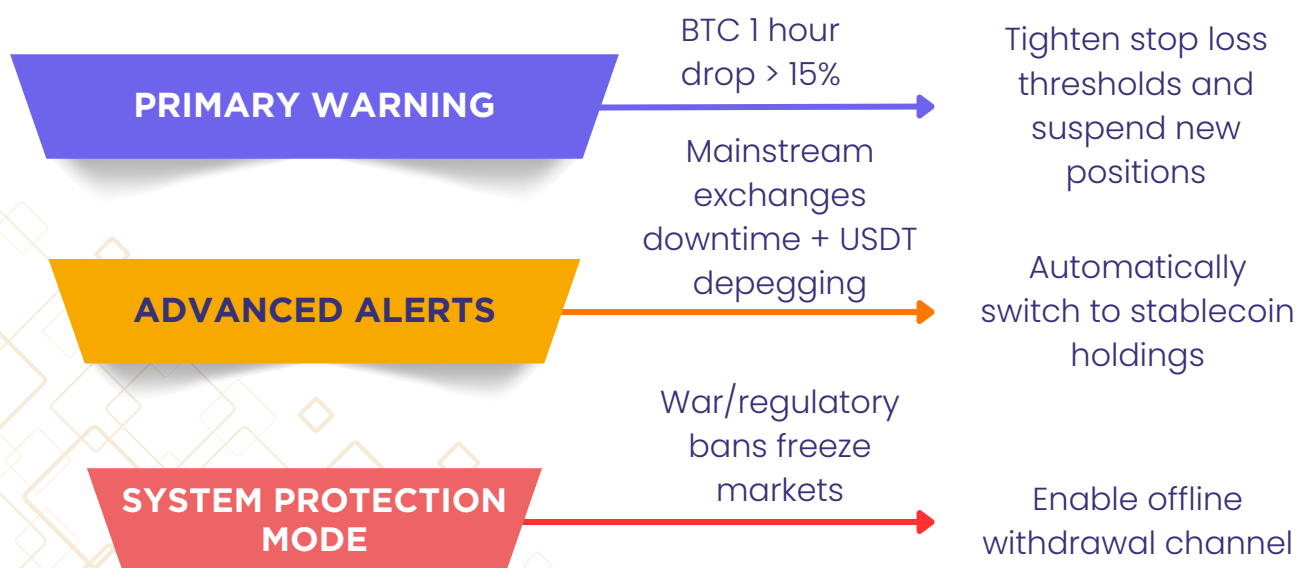 PRIMARY WARNING
BTC 1 hour
drop > 15%
Tighten stop loss
thresholds and
suspend new
positions
ADVANCED ALERTS
Mainstream
exchanges
downtime + USDT
depegging
Automatically
switch to stablecoin
holdings
SYSTEM PROTECTION
MODE
War/regulatory
bans freeze
markets
Enable offline
withdrawal channel